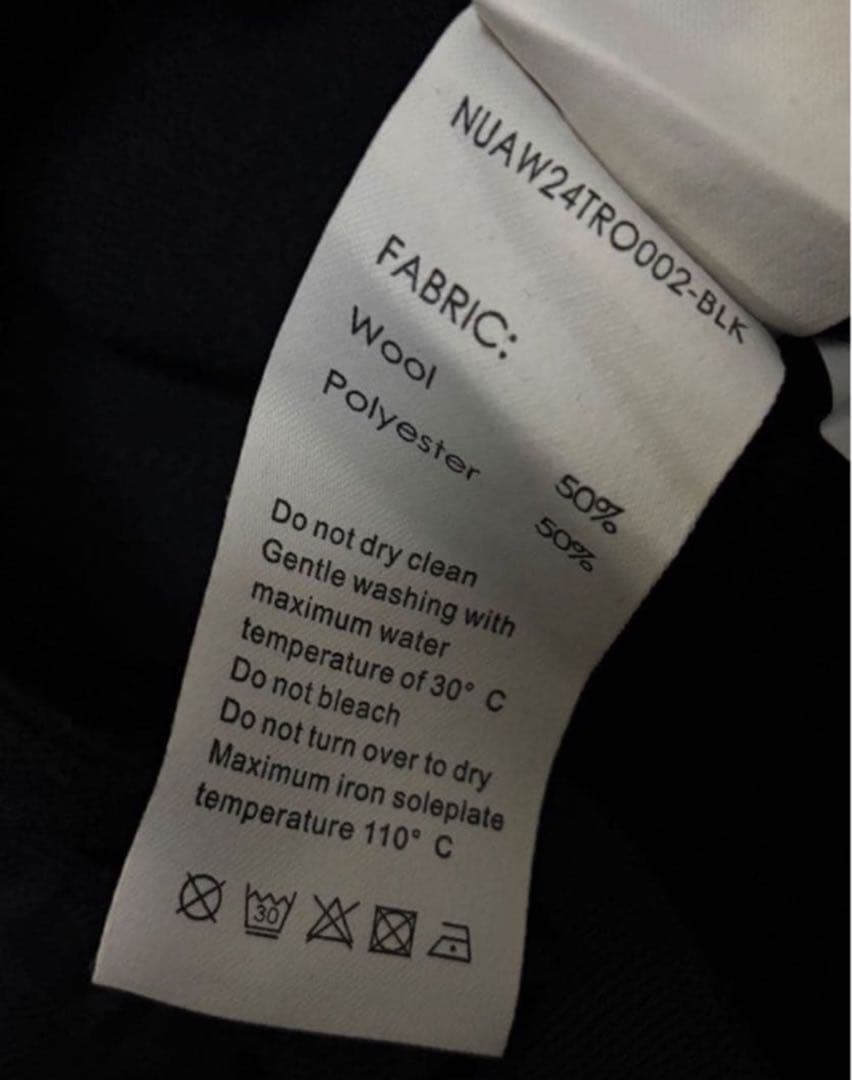 NUAW24TRO002-BLK
FABRIC:
Wool 50%
Polyester 50%
Do not dry clean
Gentle washing with
maximum water
temperature of 30° C
Do not bleach
Do not turn over to dry
Maximum iron soleplate
temperature 110° C
30